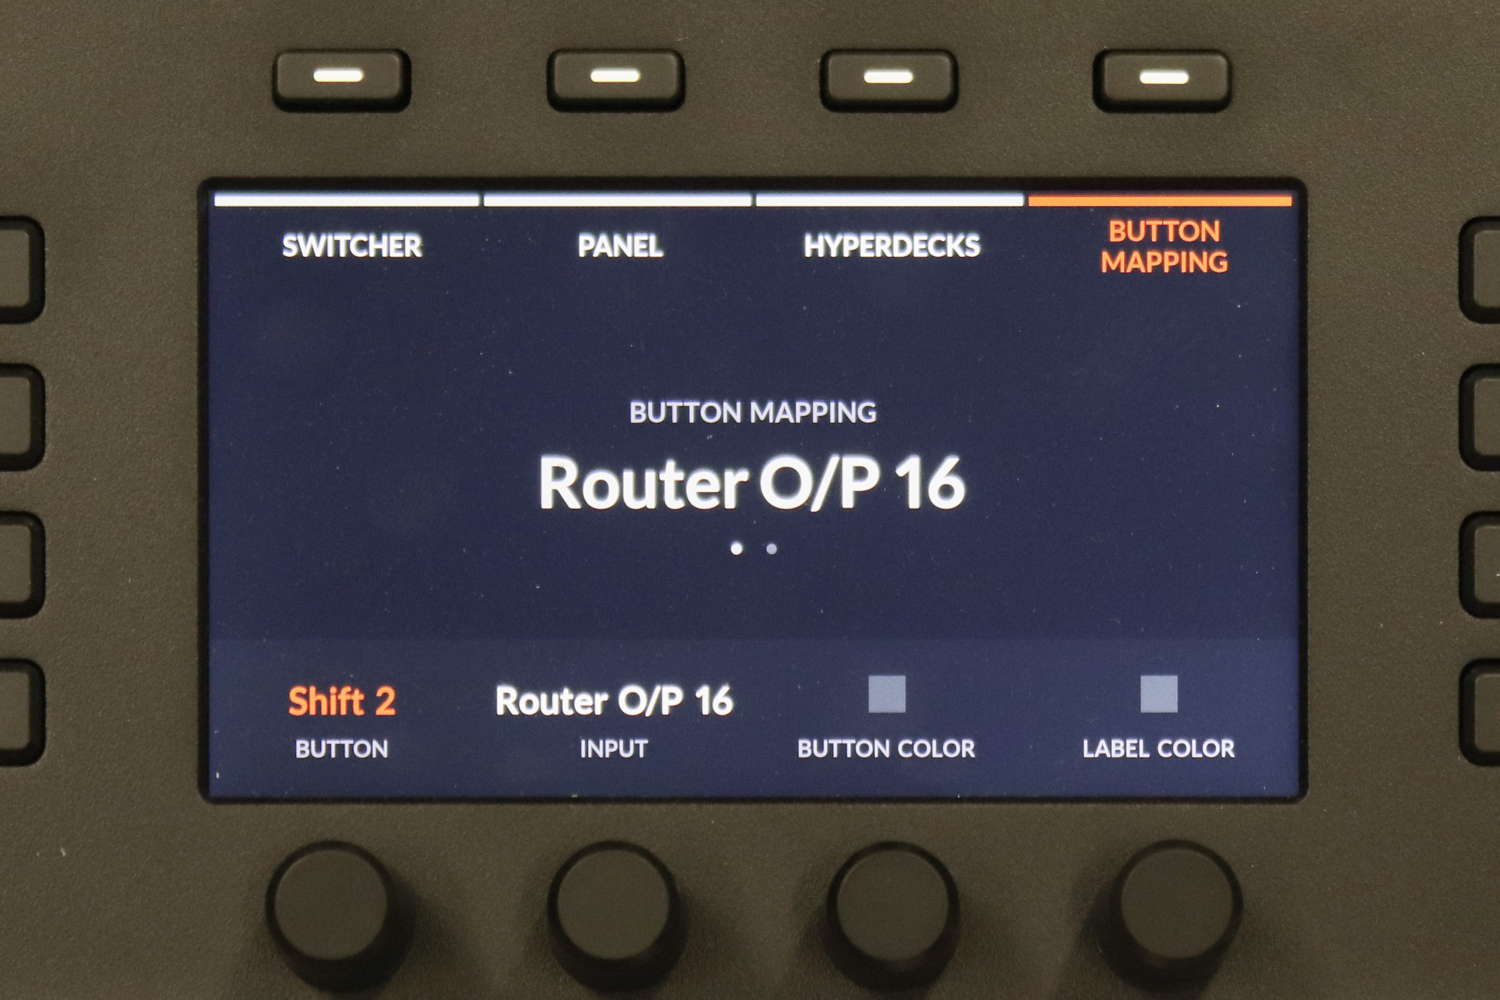 SWITCHER PANEL HYPERDECKS BUTTON MAPPING
BUTTON MAPPING
Router O/P 16
Shift 2 Router O/P 16
BUTTON INPUT BUTTON COLOR LABEL COLOR